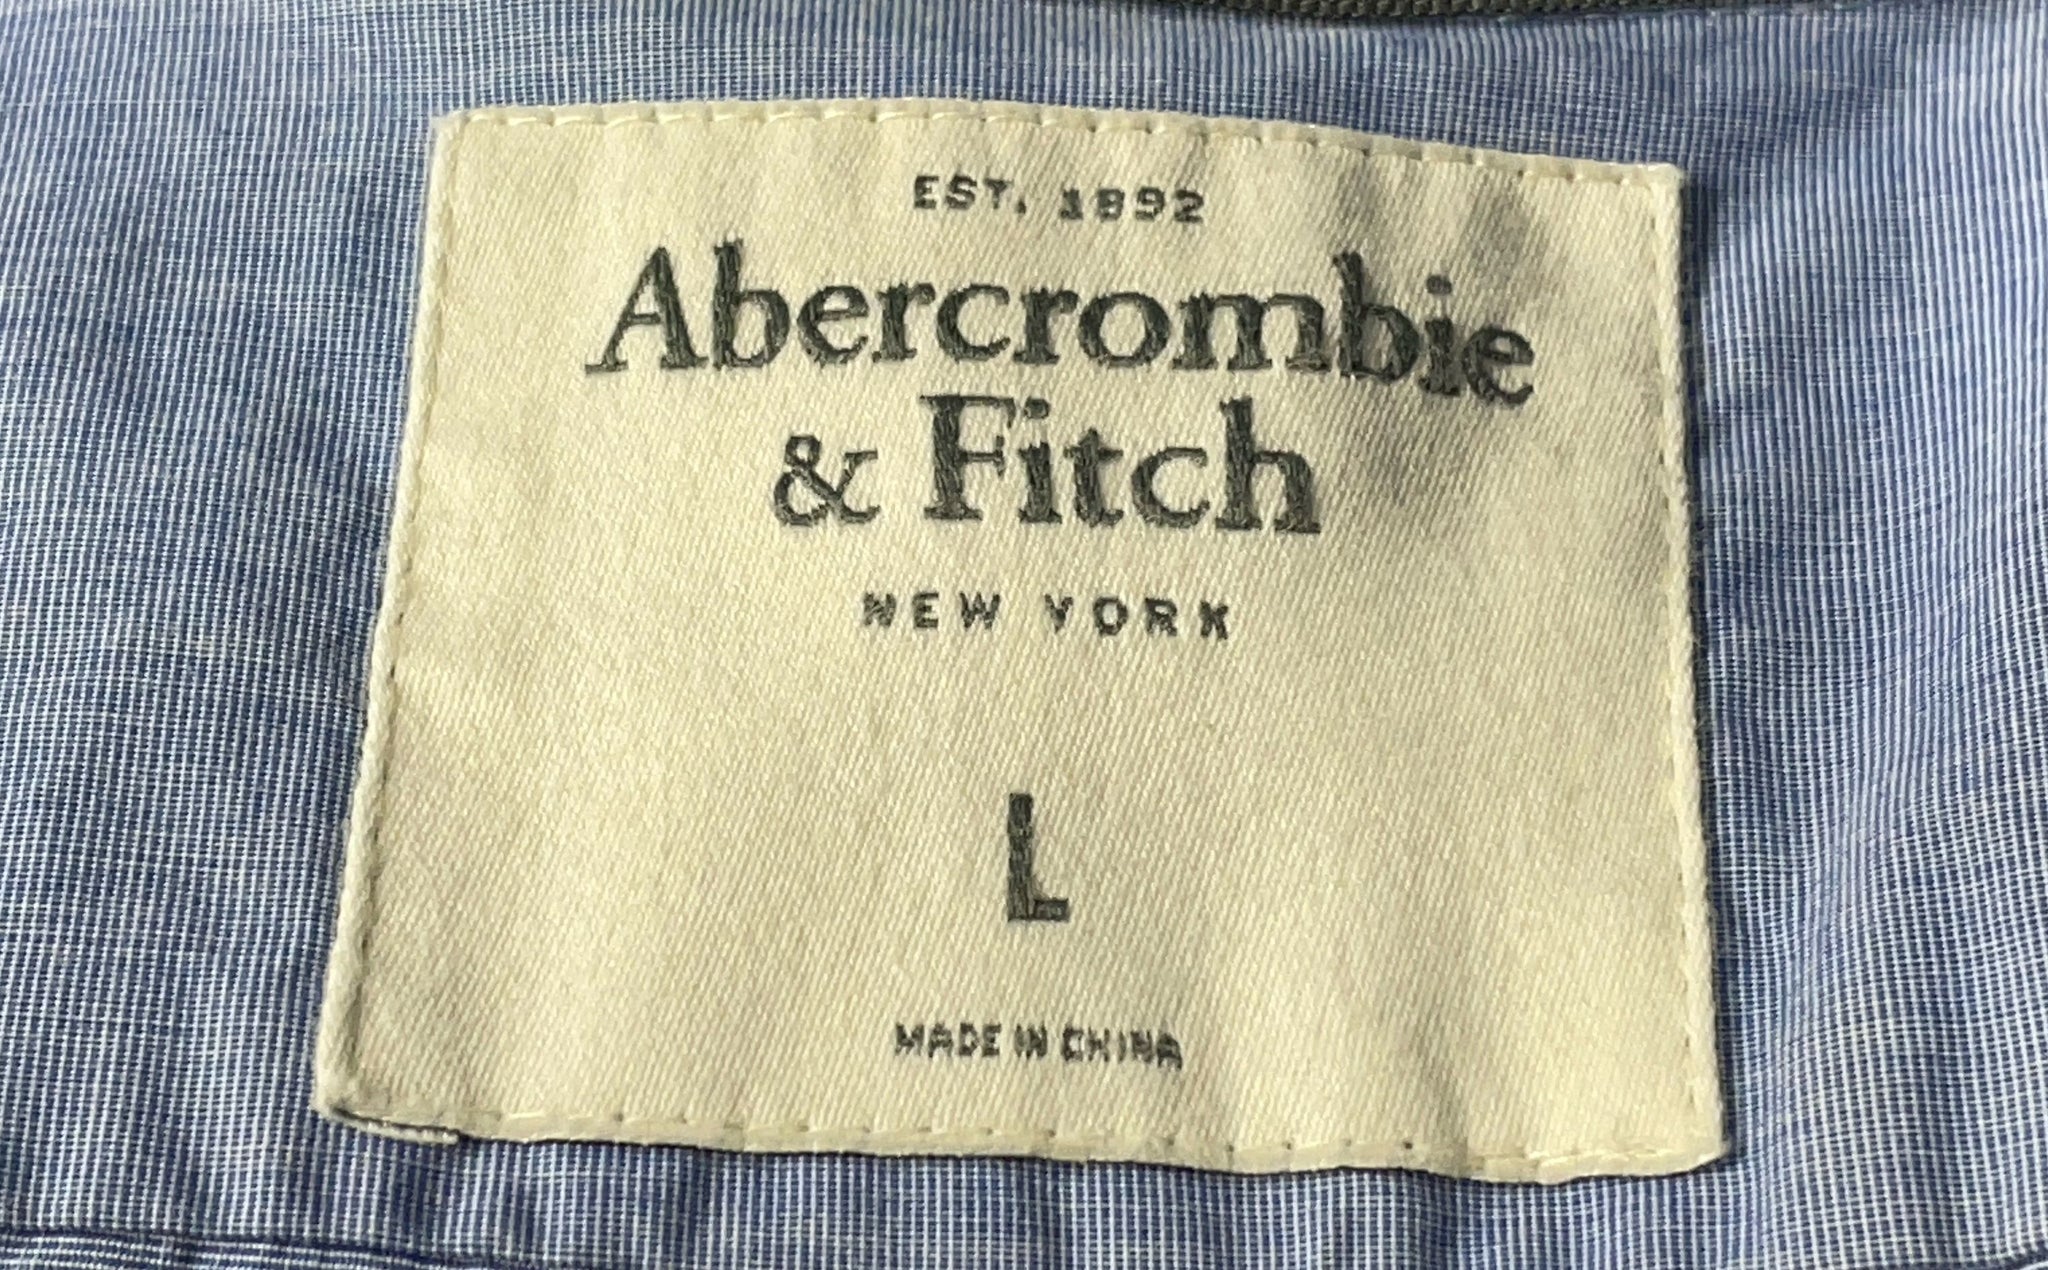 EST. 1892
Abercrombie
& Fitch
NEW YORK
L
MADE IN CHINA